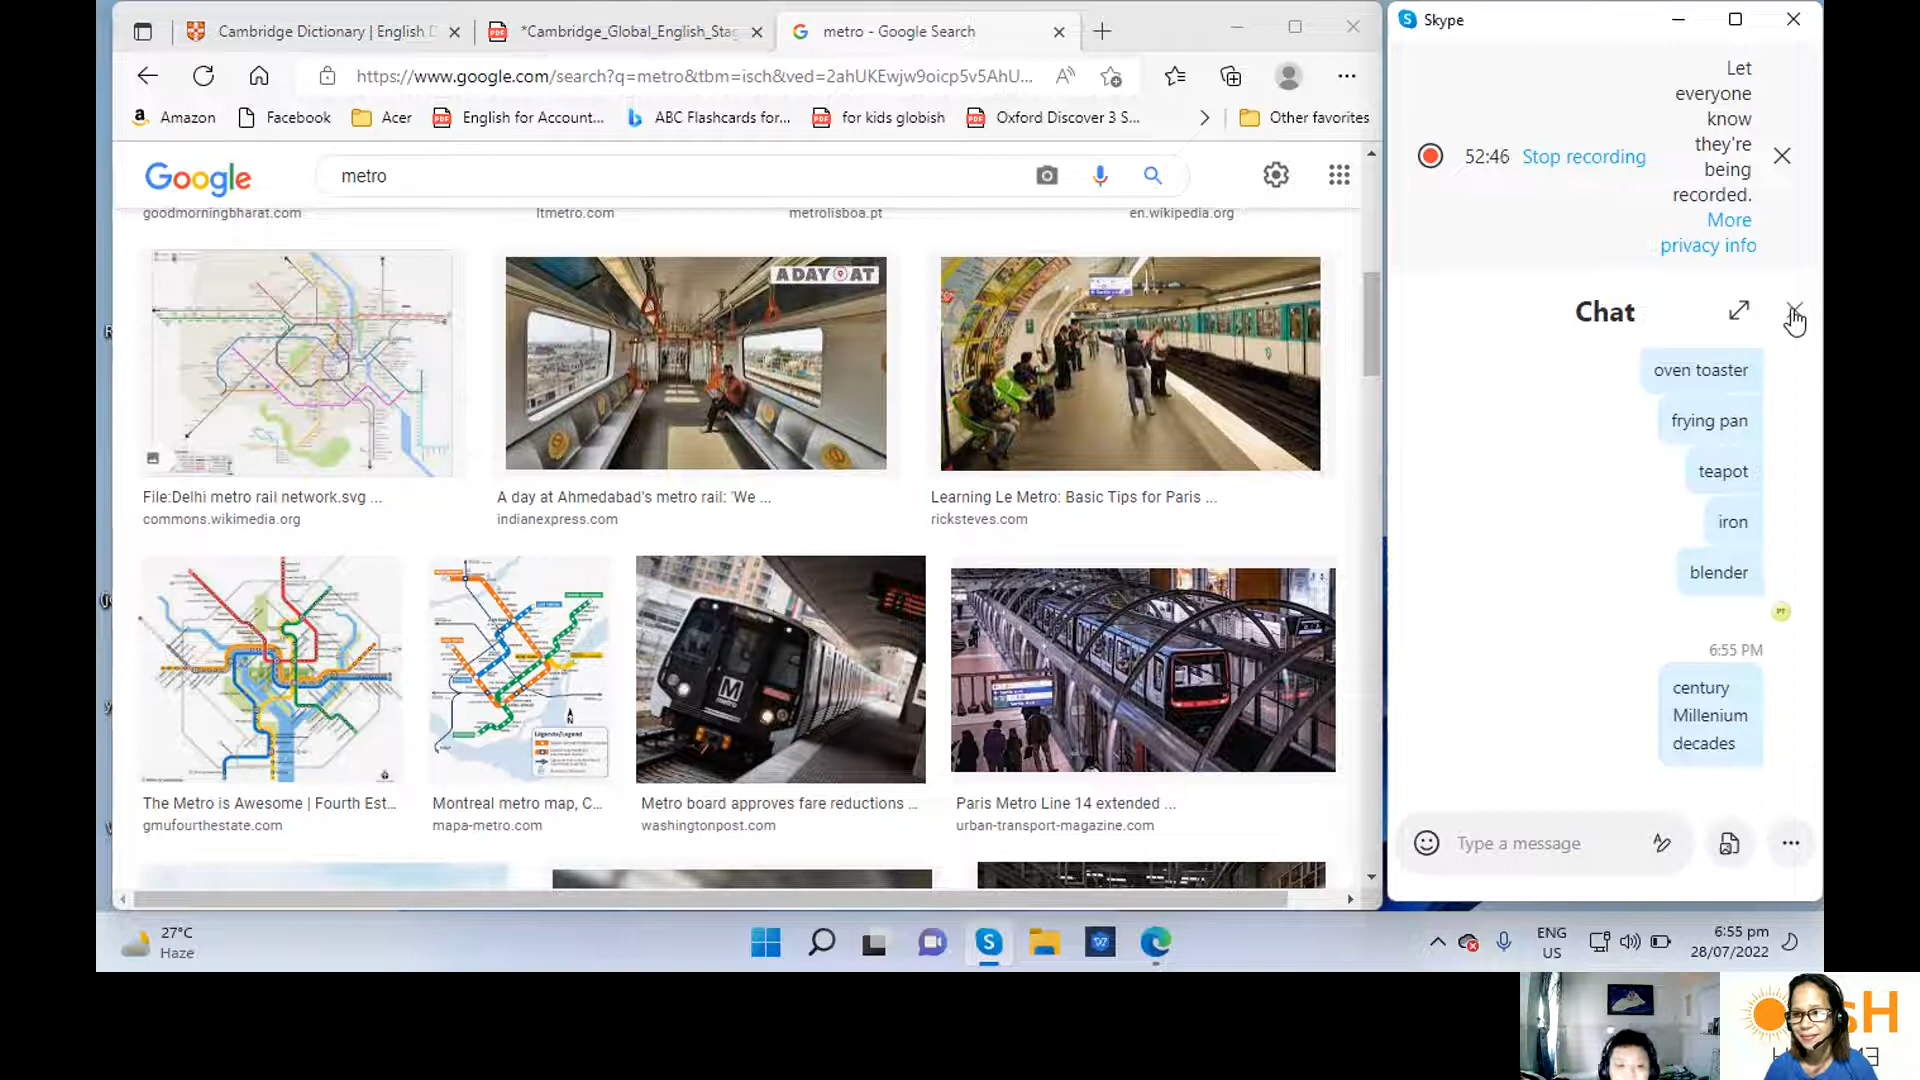 Cambridge Dictionary | English D
*Cambridge_Global_English_Stag
metro - Google Search
https://www.google.com/search?q=metro&tbm=isch&ved=2ahUKEwjw9oicp5v5AhU...
Amazon
Facebook
Acer
English for Account...
ABC Flashcards for...
for kids globish
Oxford Discover 3 S...
Other favorites
Google
metro
goodmorningbharat.com
ltmetro.com
metrolisboa.pt
en.wikipedia.org
A DAY AT
File:Delhi metro rail network.svg ...
commons.wikimedia.org
A day at Ahmedabad's metro rail: 'We ...
indianexpress.com
Learning Le Metro: Basic Tips for Paris ...
ricksteves.com
M
metro
The Metro is Awesome | Fourth Est...
gmufourthestate.com
Montreal metro map, C...
mapa-metro.com
Metro board approves fare reductions ...
washingtonpost.com
Paris Metro Line 14 extended ...
urban-transport-magazine.com
Skype
Let
everyone
know
they're
being
recorded.
More
privacy info
52:46 Stop recording
Chat
oven toaster
frying pan
teapot
iron
blender
PT
6:55 PM
century
Millenium
decades
Type a message
27°C
Haze
ENG
US
6:55 pm
28/07/2022